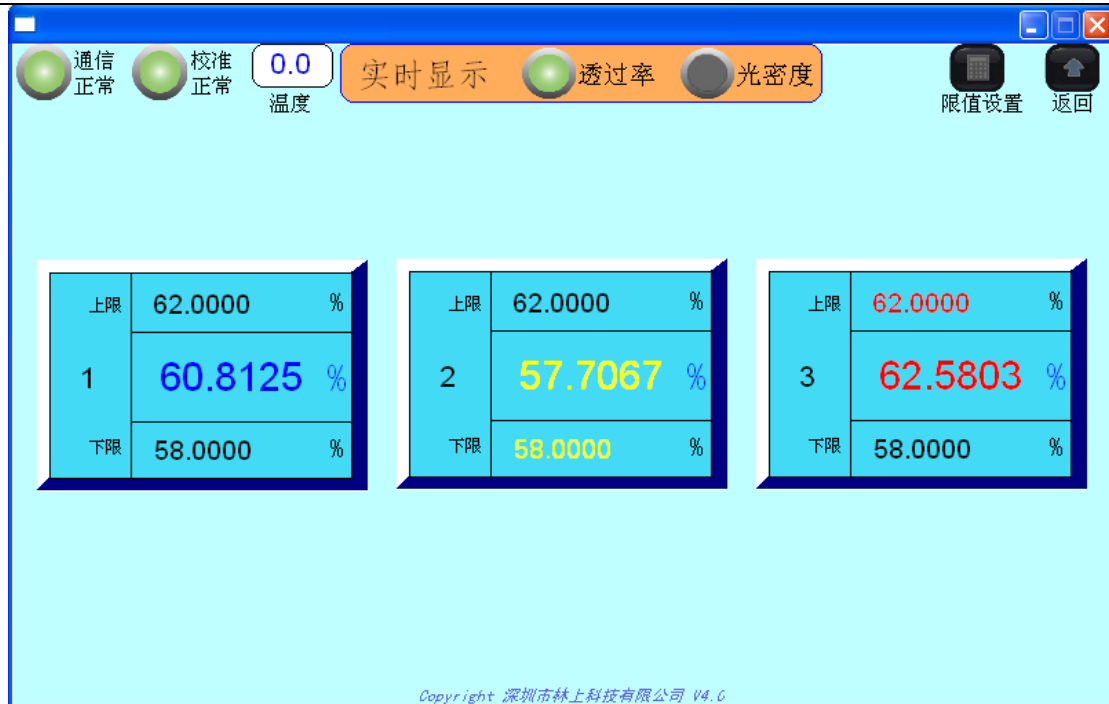 通信
正常
校准
正常
0.0
温度
实时显示
透过率
光密度
限值设置
返回
上限 62.0000 %
1 60.8125 %
下限 58.0000 %
上限 62.0000 %
2 57.7067 %
下限 58.0000 %
上限 62.0000 %
3 62.5803 %
下限 58.0000 %
Copyright 深圳市林上科技有限公司